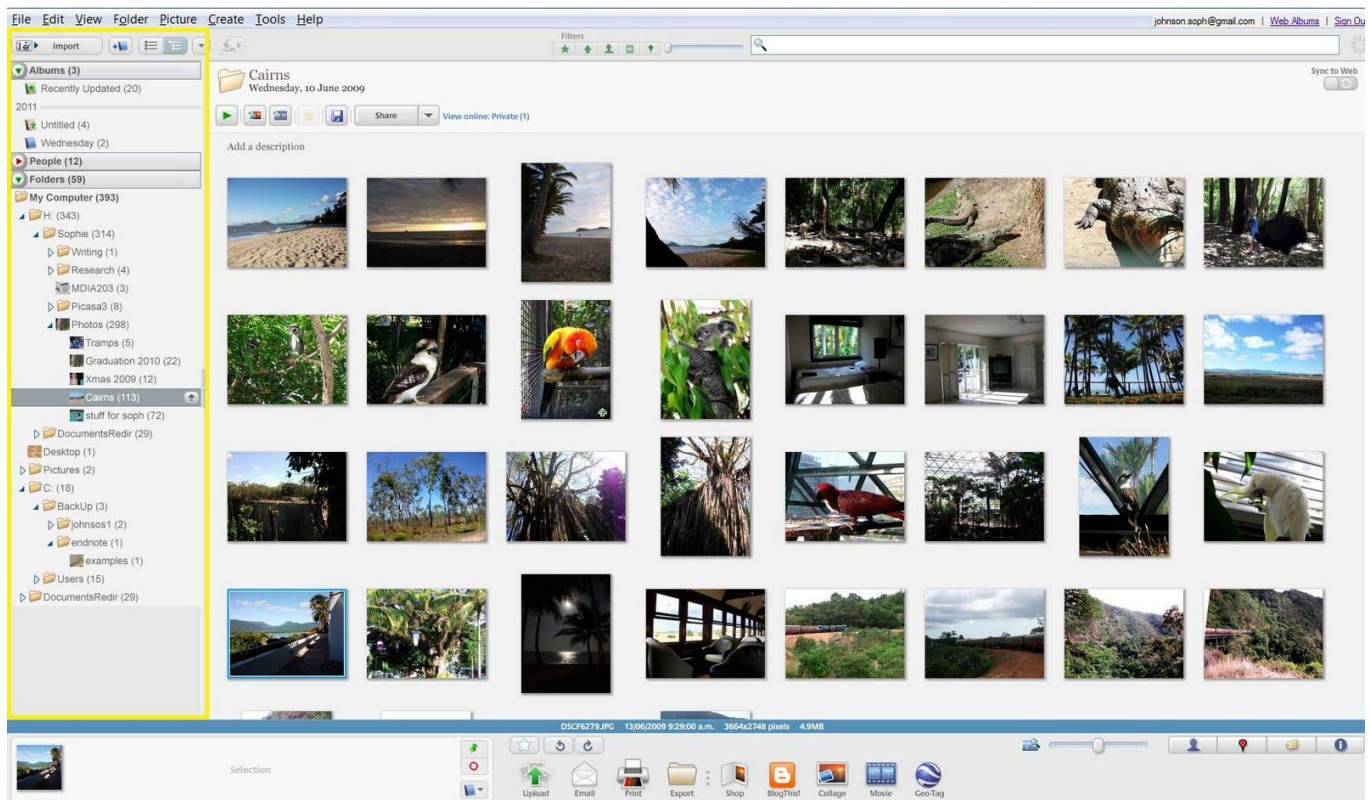 File Edit View Folder Picture Create Tools Help
johnson.soph@gmail.com | Web Albums | Sign Ou
Import
Filters
Albums (3)
Recently Updated (20)
2011
Untitled (4)
Wednesday (2)
People (12)
Folders (59)
My Computer (393)
H: (343)
Sophie (314)
Writing (1)
Research (4)
MDIA203 (3)
Picasa3 (8)
Photos (298)
Tramps (5)
Graduation 2010 (22)
Xmas 2009 (12)
Cairns (113)
stuff for soph (72)
DocumentsRedir (29)
Desktop (1)
Pictures (2)
C: (18)
BackUp (3)
johnsos1 (2)
endnote (1)
examples (1)
Users (15)
DocumentsRedir (29)
Cairns
Wednesday, 10 June 2009
Sync to Web
Share
View online: Private (1)
Add a description
DSCF6279.JPG 13/06/2009 9:29:00 a.m. 3664x2748 pixels 4.9MB
Selection
Upload Email Print Export Shop BlogThis! Collage Movie Geo-Tag